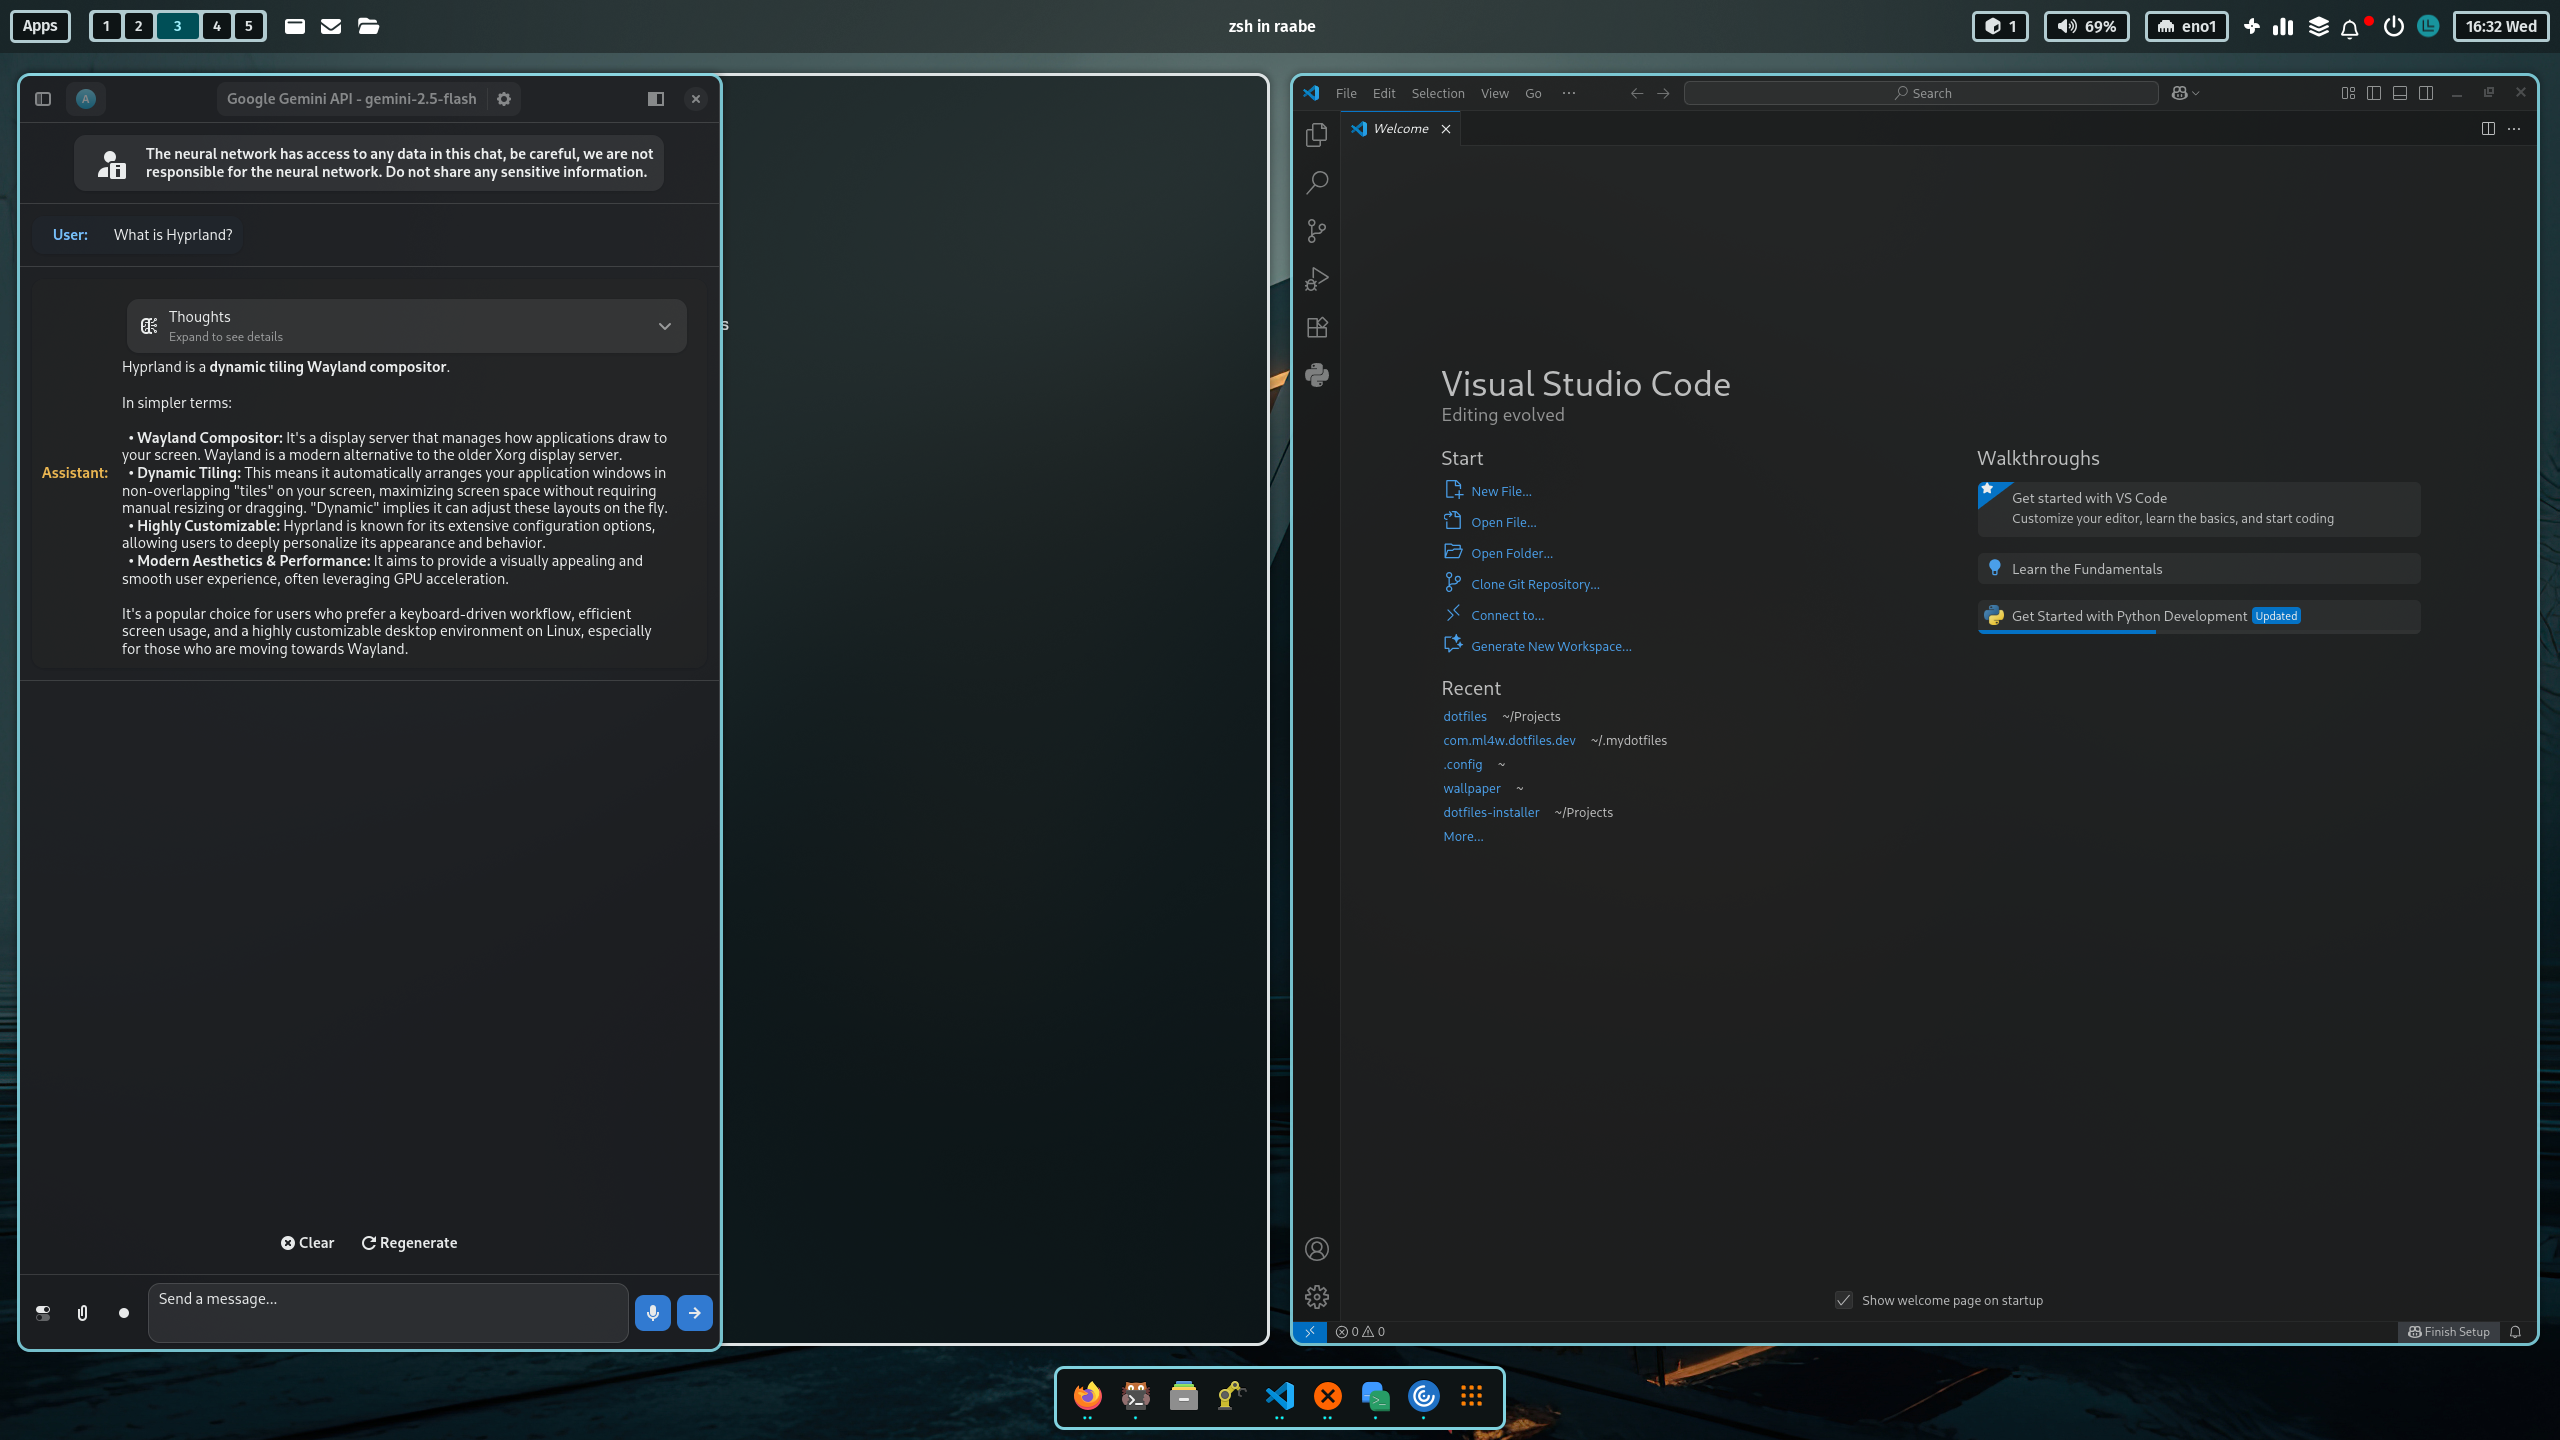 Apps
1 2 3 4 5
zsh in raabe
1
69%
eno1
16:32 Wed
A
Google Gemini API - gemini-2.5-flash
The neural network has access to any data in this chat, be careful, we are not
responsible for the neural network. Do not share any sensitive information.
User: What is Hyprland?
Thoughts
Expand to see details
s
Assistant:
Hyprland is a dynamic tiling Wayland compositor.
In simpler terms:
• Wayland Compositor: It's a display server that manages how applications draw to
your screen. Wayland is a modern alternative to the older Xorg display server.
• Dynamic Tiling: This means it automatically arranges your application windows in
non-overlapping "tiles" on your screen, maximizing screen space without requiring
manual resizing or dragging. "Dynamic" implies it can adjust these layouts on the fly.
• Highly Customizable: Hyprland is known for its extensive configuration options,
allowing users to deeply personalize its appearance and behavior.
• Modern Aesthetics & Performance: It aims to provide a visually appealing and
smooth user experience, often leveraging GPU acceleration.
It's a popular choice for users who prefer a keyboard-driven workflow, efficient
screen usage, and a highly customizable desktop environment on Linux, especially
for those who are moving towards Wayland.
Clear Regenerate
Send a message...
File Edit Selection View Go ···
Search
Welcome
Visual Studio Code
Editing evolved
Start
New File...
Open File...
Open Folder...
Clone Git Repository...
Connect to...
Generate New Workspace...
Recent
dotfiles ~/Projects
com.ml4w.dotfiles.dev ~/.mydotfiles
.config ~
wallpaper ~
dotfiles-installer ~/Projects
More...
Walkthroughs
Get started with VS Code
Customize your editor, learn the basics, and start coding
Learn the Fundamentals
Get Started with Python Development Updated
Show welcome page on startup
0 0
Finish Setup